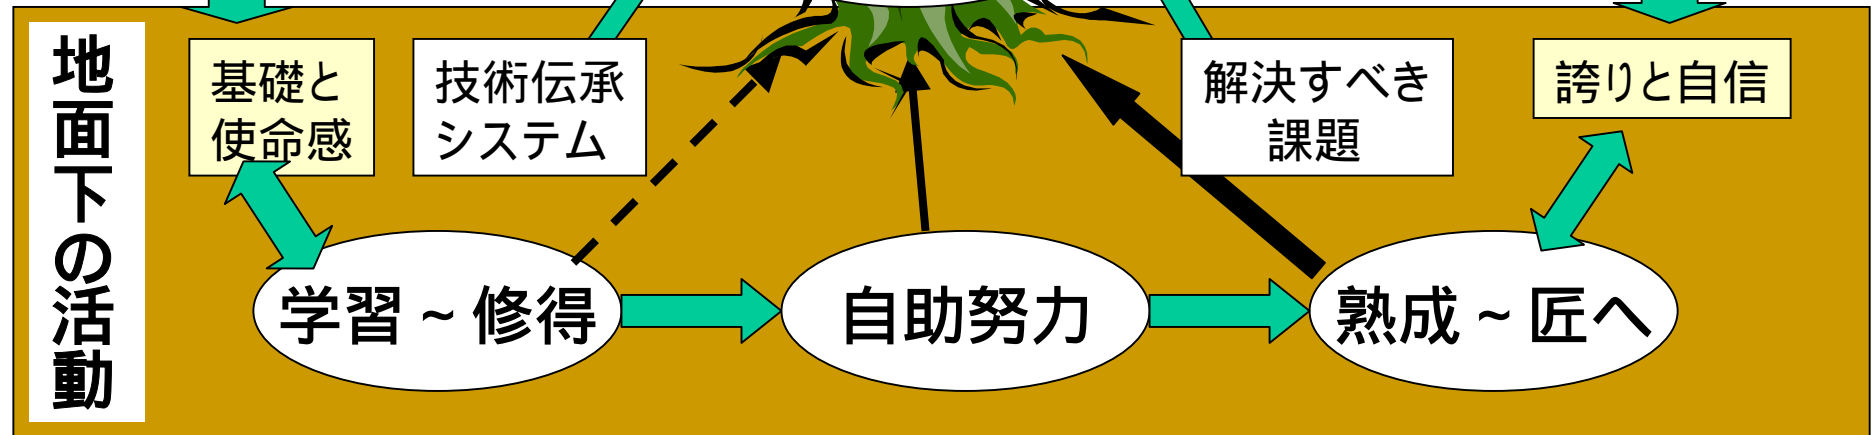 地面下の活動
基礎と
使命感
技術伝承
システム
解決すべき
課題
誇りと自信
学習~修得
自助努力
熟成~匠へ